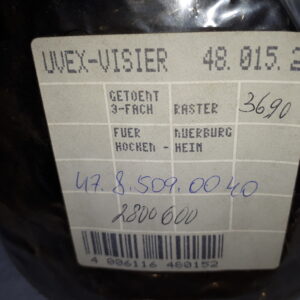 UVEX-VISIER 48.015.2
GETOENT
3-FACH RASTER 3690
FUER AUERBURG
HOCKEN- HEIM
47.8.509.0040
2800600
4 006116 480152